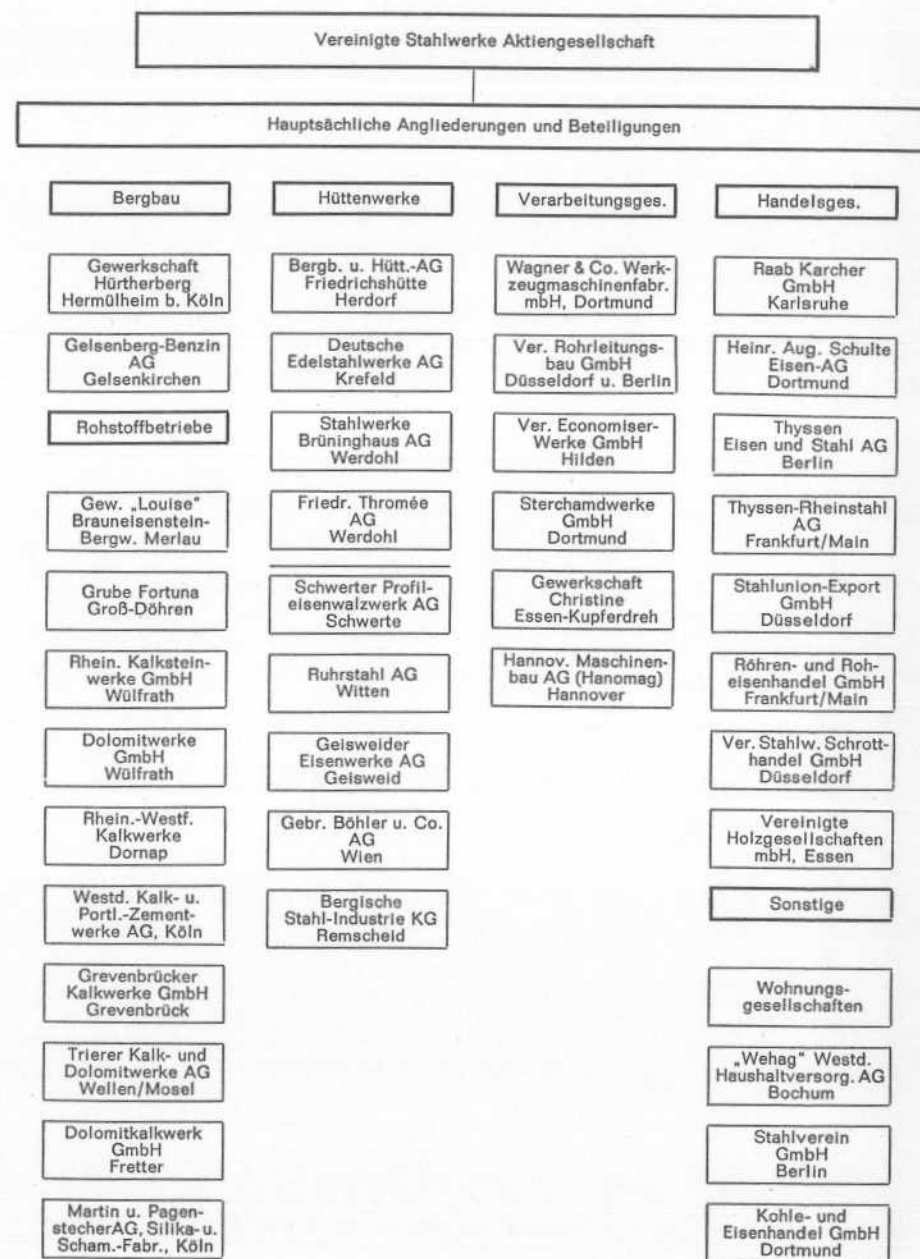 Vereinigte Stahlwerke Aktiengesellschaft
Hauptsächliche Angliederungen und Beteiligungen
Bergbau
Gewerkschaft
Hürtherberg
Hermülheim b. Köln
Gelsenberg-Benzin
AG
Gelsenkirchen
Rohstoffbetriebe
Gew. „Louise“
Brauneisenstein-
Bergw. Merlau
Grube Fortuna
Groß-Döhren
Rhein. Kalkstein-
werke GmbH
Wülfrath
Dolomitwerke
GmbH
Wülfrath
Rhein.-Westf.
Kalkwerke
Dornap
Westd. Kalk- u.
Portl.-Zement-
werke AG, Köln
Grevenbrücker
Kalkwerke GmbH
Grevenbrück
Trierer Kalk- und
Dolomitwerke AG
Wellen/Mosel
Dolomitkalkwerk
GmbH
Fretter
Martin u. Pagen-
stecherAG, Silika- u.
Scham.-Fabr., Köln
Hüttenwerke
Bergb. u. Hütt.-AG
Friedrichshütte
Herdorf
Deutsche
Edelstahlwerke AG
Krefeld
Stahlwerke
Brüninghaus AG
Werdohl
Friedr. Thromée
AG
Werdohl
Schwerter Profil-
eisenwalzwerk AG
Schwerte
Ruhrstahl AG
Witten
Geisweider
Eisenwerke AG
Geisweid
Gebr. Böhler u. Co.
AG
Wien
Bergische
Stahl-Industrie KG
Remscheid
Verarbeitungsges.
Wagner & Co. Werk-
zeugmaschinenfabr.
mbH, Dortmund
Ver. Rohrleitungs-
bau GmbH
Düsseldorf u. Berlin
Ver. Economiser-
Werke GmbH
Hilden
Sterchamdwerke
GmbH
Dortmund
Gewerkschaft
Christine
Essen-Kupferdreh
Hannov. Maschinen-
bau AG (Hanomag)
Hannover
Handelsges.
Raab Karcher
GmbH
Karlsruhe
Heinr. Aug. Schulte
Eisen-AG
Dortmund
Thyssen
Eisen und Stahl AG
Berlin
Thyssen-Rheinstahl
AG
Frankfurt/Main
Stahlunion-Export
GmbH
Düsseldorf
Röhren- und Roh-
eisenhandel GmbH
Frankfurt/Main
Ver. Stahlw. Schrott-
handel GmbH
Düsseldorf
Vereinigte
Holzgesellschaften
mbH, Essen
Sonstige
Wohnungs-
gesellschaften
„Wehag“ Westd.
Haushaltversorg. AG
Bochum
Stahlverein
GmbH
Berlin
Kohle- und
Eisenhandel GmbH
Dortmund